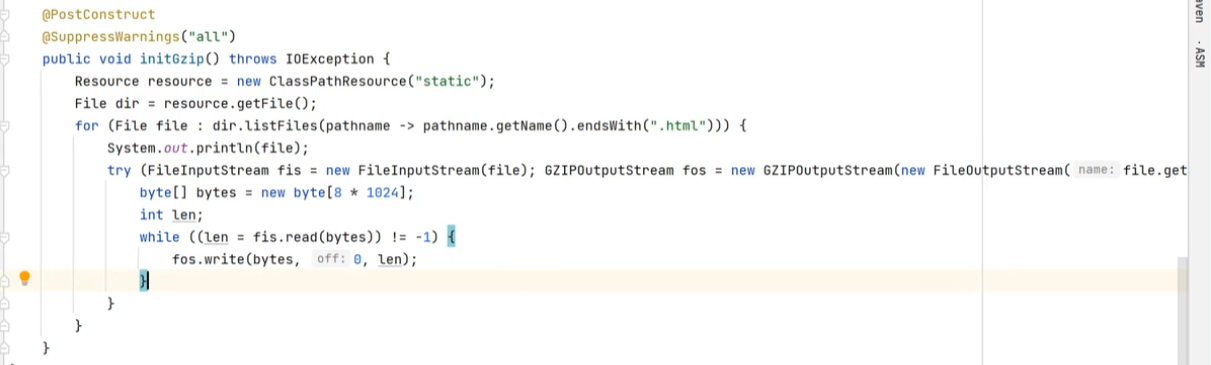 @PostConstruct
@SuppressWarnings("all")
public void initGzip() throws IOException {
    Resource resource = new ClassPathResource("static");
    File dir = resource.getFile();
    for (File file : dir.listFiles(pathname -> pathname.getName().endsWith(".html"))) {
        System.out.println(file);
        try (FileInputStream fis = new FileInputStream(file); GZIPOutputStream fos = new GZIPOutputStream(new FileOutputStream( name: file.get
            byte[] bytes = new byte[8 * 1024];
            int len;
            while ((len = fis.read(bytes)) != -1) {
                fos.write(bytes, off: 0, len);
            }
        }
    }
}
ASM